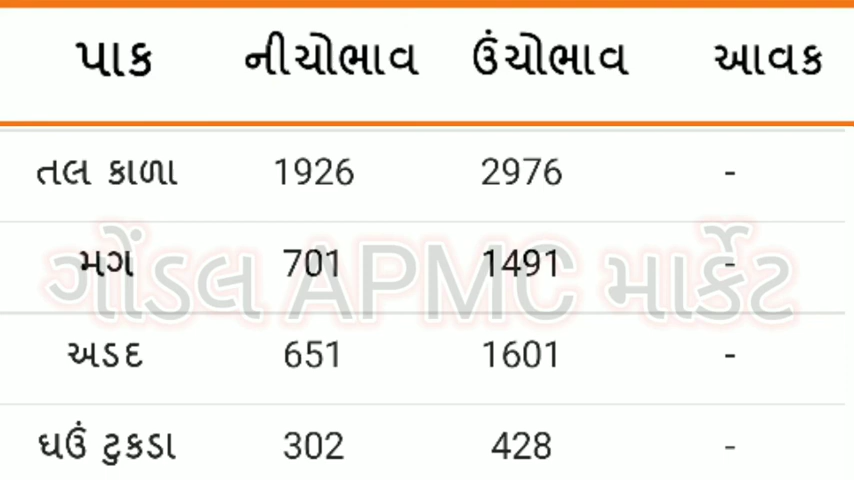 પાક નીચોભાવ ઉંચોભાવ આવક
તલ કાળા 1926 2976 -
મગ 701 1491 -
ગોંડલ APMC માર્કેટ
અડદ 651 1601 -
ઘઉં ટુકડા 302 428 -